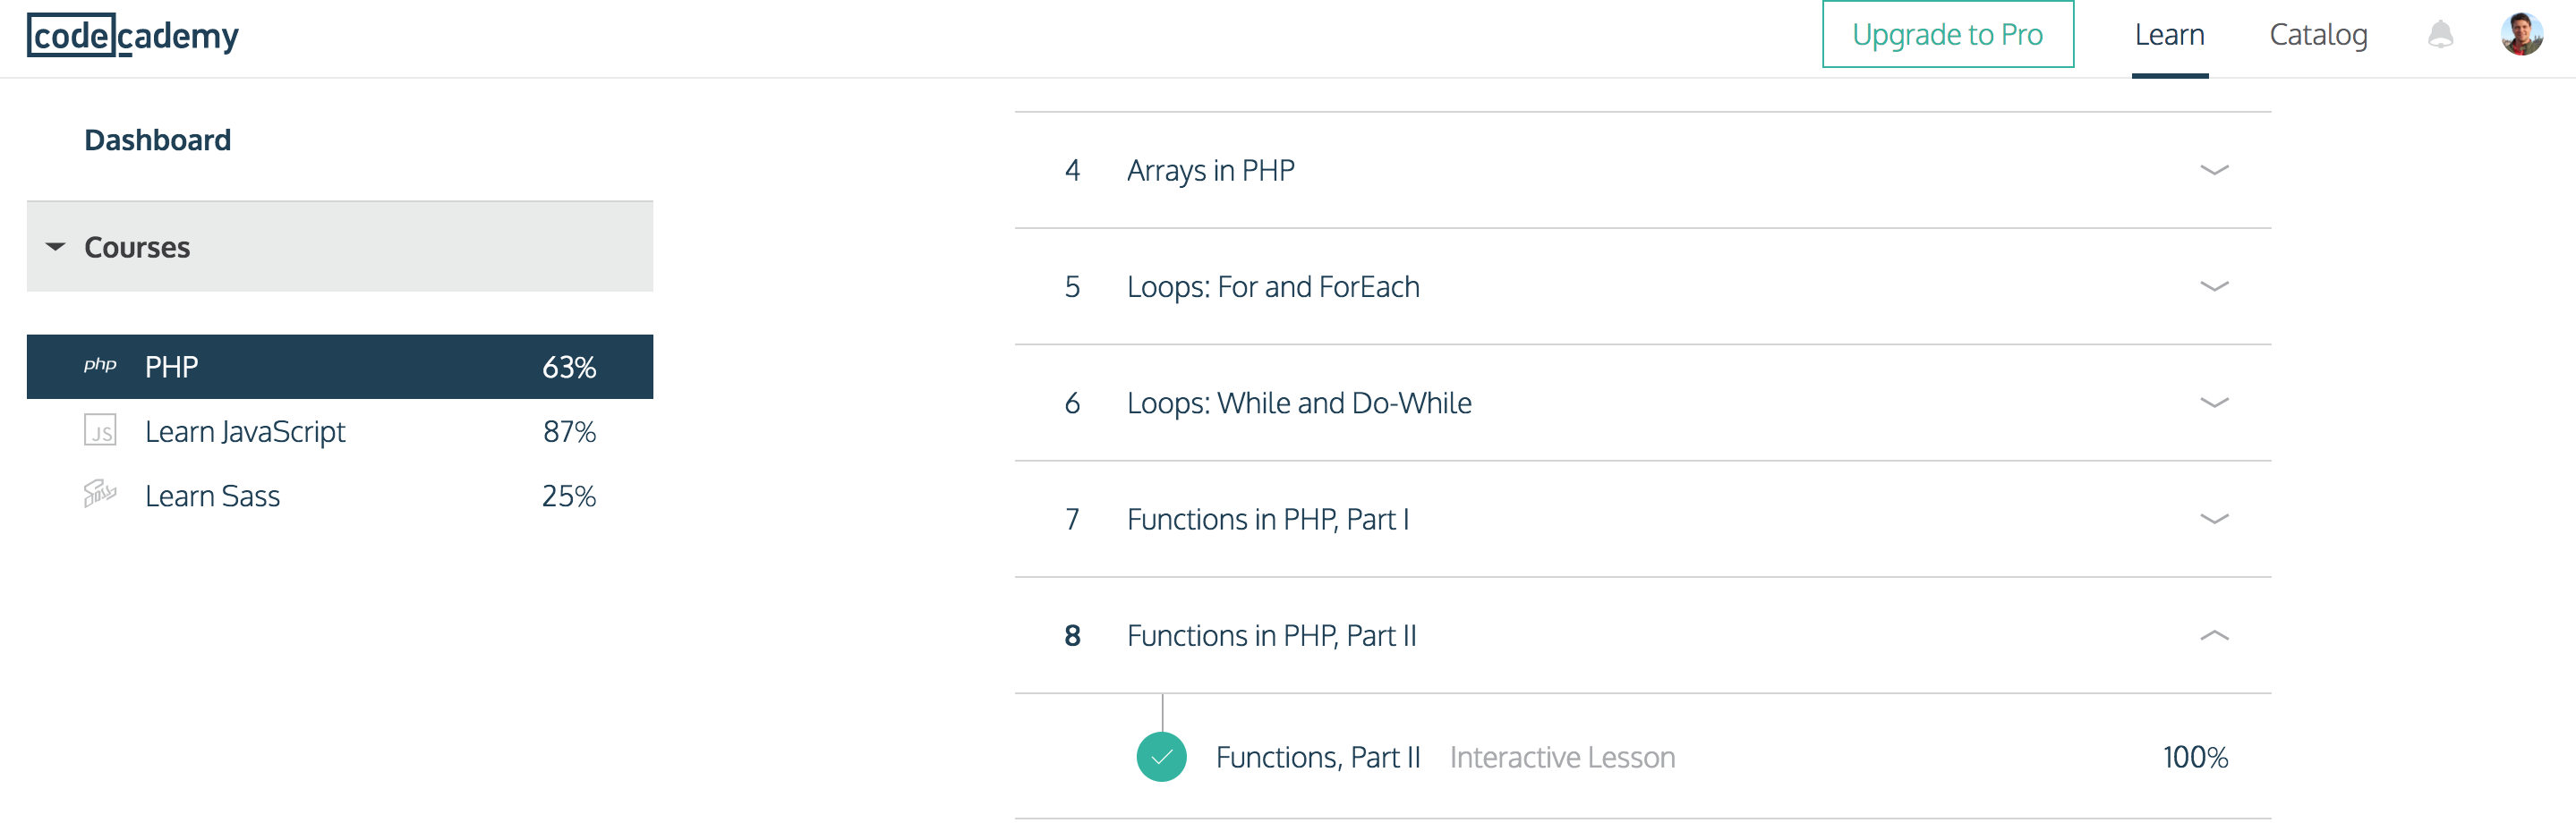 codecademy
Upgrade to Pro
Learn
Catalog
Dashboard
Courses
php PHP 63%
JS Learn JavaScript 87%
Sass Learn Sass 25%
4 Arrays in PHP
5 Loops: For and ForEach
6 Loops: While and Do-While
7 Functions in PHP, Part I
8 Functions in PHP, Part II
Functions, Part II Interactive Lesson 100%